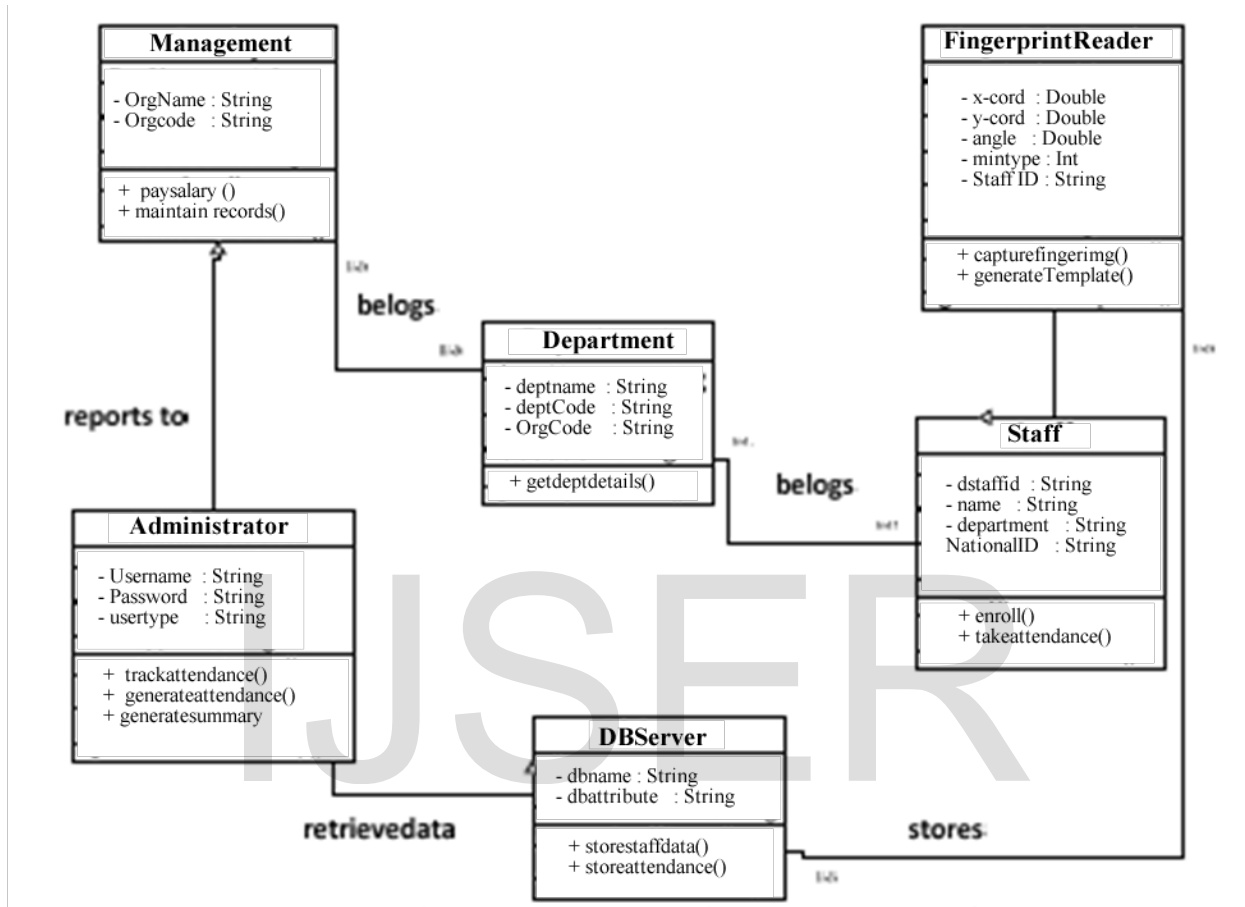 Management
- OrgName : String
- Orgcode : String
+ paysalary ()
+ maintain records()
FingerprintReader
- x-cord : Double
- y-cord : Double
- angle : Double
- mintype : Int
- Staff ID : String
+ capturefingerimg()
+ generateTemplate()
belogs
Department
- deptname : String
- deptCode : String
- OrgCode : String
+ getdeptdetails()
reports to
belogs
Staff
- dstaffid : String
- name : String
- department : String
NationalID : String
+ enroll()
+ takeattendance()
Administrator
- Username : String
- Password : String
- usertype : String
+ trackattendance()
+ generateattendance()
+ generatesummary
DBServer
- dbname : String
- dbattribute : String
+ storestaffdata()
+ storeattendance()
retrievedata
stores
IJSER